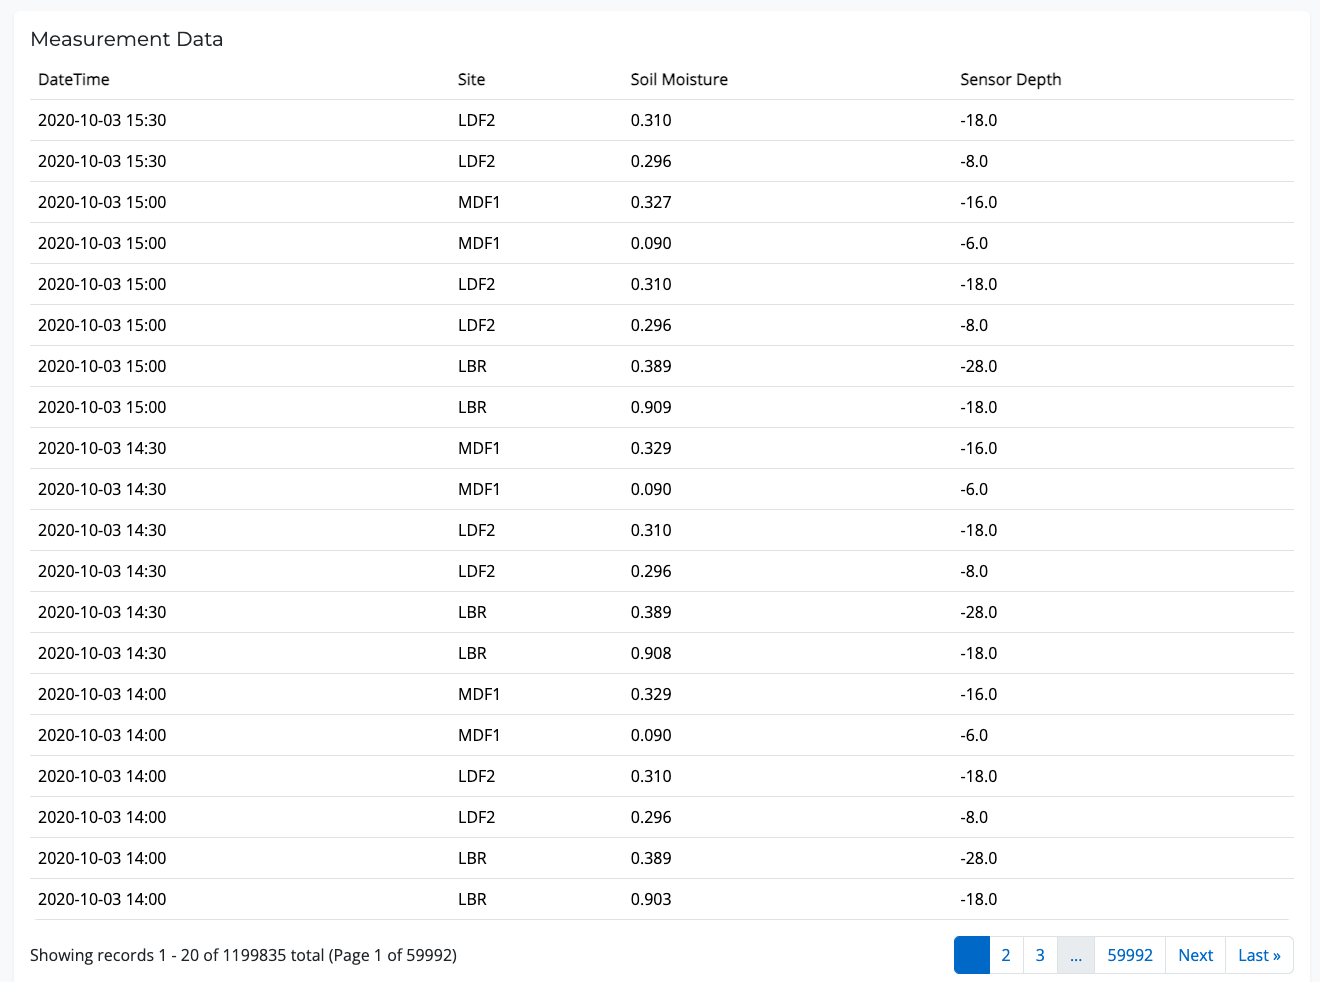 Measurement Data
DateTime Site Soil Moisture Sensor Depth
2020-10-03 15:30 LDF2 0.310 -18.0
2020-10-03 15:30 LDF2 0.296 -8.0
2020-10-03 15:00 MDF1 0.327 -16.0
2020-10-03 15:00 MDF1 0.090 -6.0
2020-10-03 15:00 LDF2 0.310 -18.0
2020-10-03 15:00 LDF2 0.296 -8.0
2020-10-03 15:00 LBR 0.389 -28.0
2020-10-03 15:00 LBR 0.909 -18.0
2020-10-03 14:30 MDF1 0.329 -16.0
2020-10-03 14:30 MDF1 0.090 -6.0
2020-10-03 14:30 LDF2 0.310 -18.0
2020-10-03 14:30 LDF2 0.296 -8.0
2020-10-03 14:30 LBR 0.389 -28.0
2020-10-03 14:30 LBR 0.908 -18.0
2020-10-03 14:00 MDF1 0.329 -16.0
2020-10-03 14:00 MDF1 0.090 -6.0
2020-10-03 14:00 LDF2 0.310 -18.0
2020-10-03 14:00 LDF2 0.296 -8.0
2020-10-03 14:00 LBR 0.389 -28.0
2020-10-03 14:00 LBR 0.903 -18.0
Showing records 1 - 20 of 1199835 total (Page 1 of 59992) 2 3 ... 59992 Next Last »